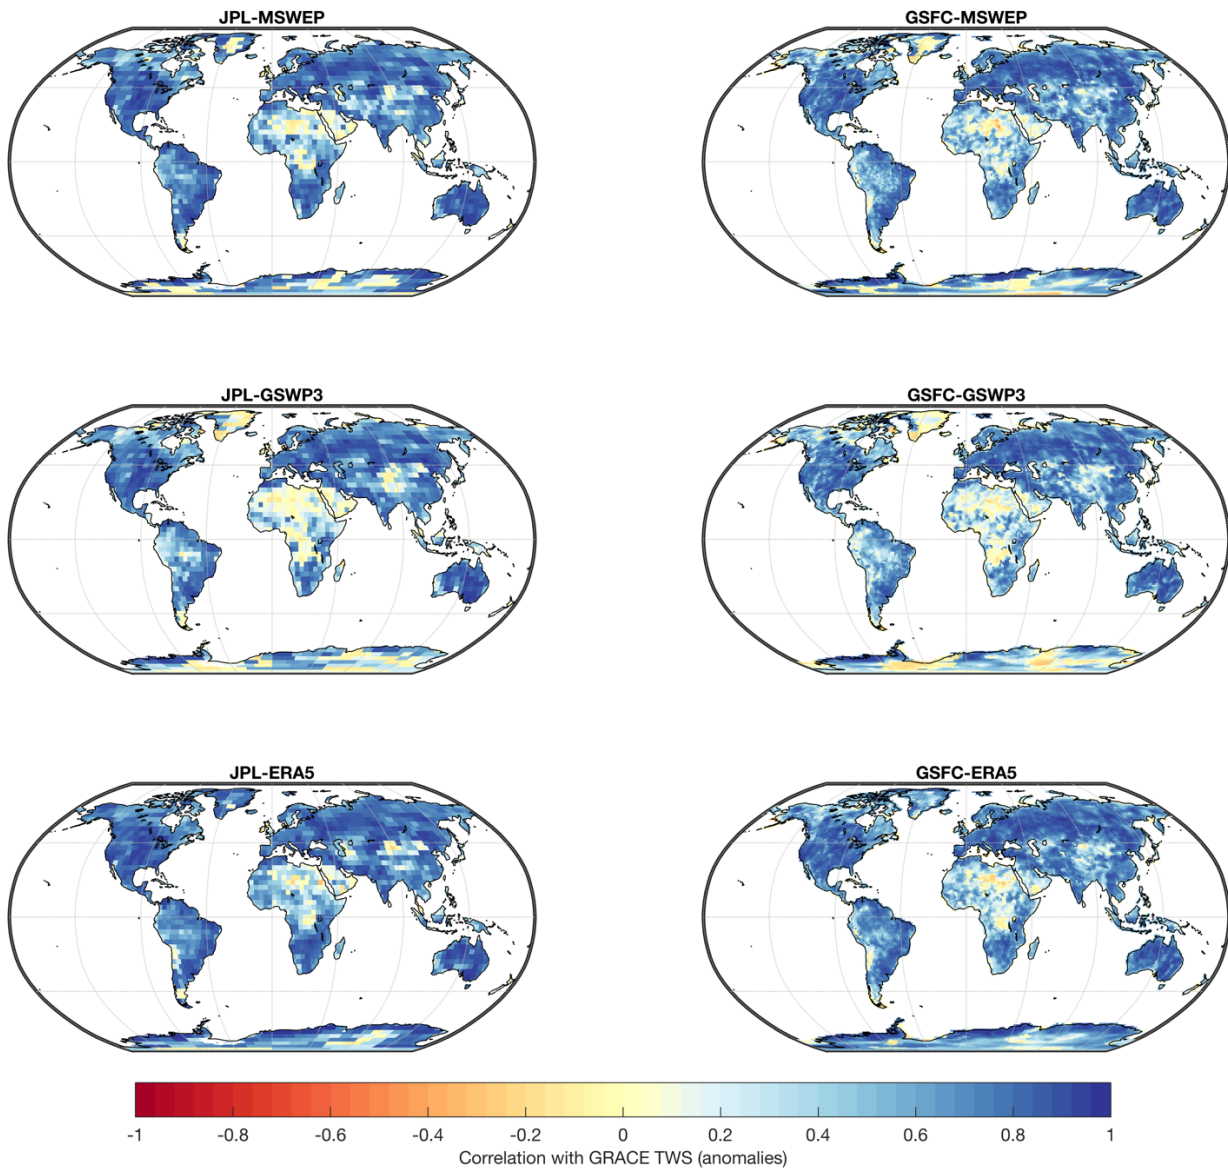 JPL-MSWEP
GSFC-MSWEP
JPL-GSWP3
GSFC-GSWP3
JPL-ERA5
GSFC-ERA5
-1 -0.8 -0.6 -0.4 -0.2 0 0.2 0.4 0.6 0.8 1
Correlation with GRACE TWS (anomalies)